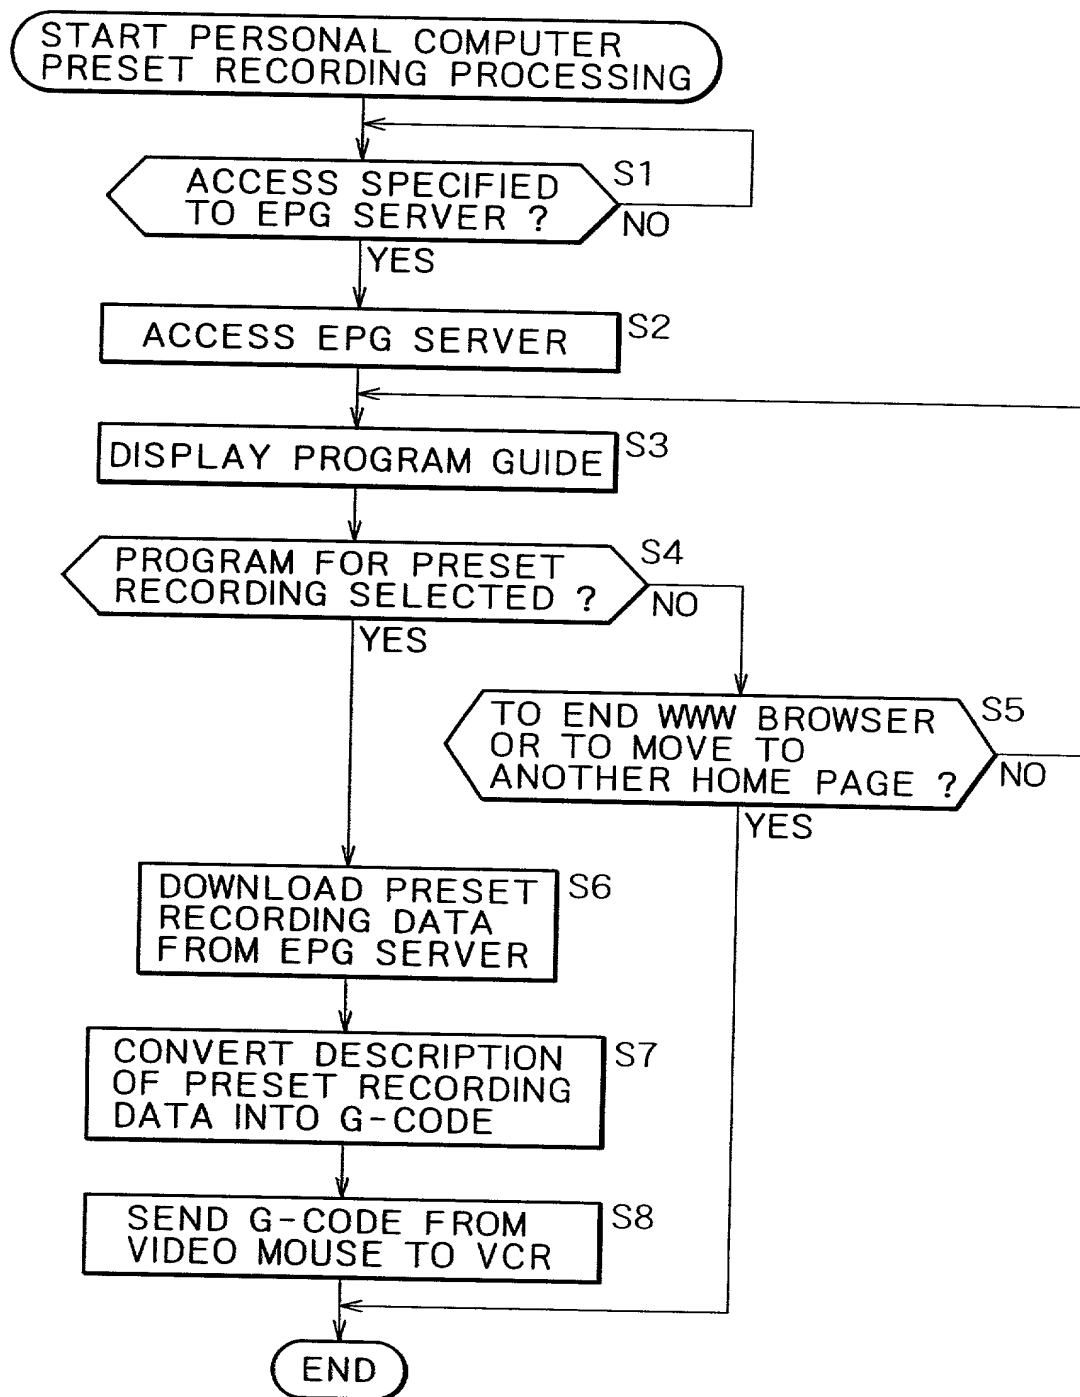 START PERSONAL COMPUTER
PRESET RECORDING PROCESSING
ACCESS SPECIFIED
TO EPG SERVER ?
S1
NO
YES
ACCESS EPG SERVER
S2
DISPLAY PROGRAM GUIDE
S3
PROGRAM FOR PRESET
RECORDING SELECTED ?
S4
NO
YES
TO END WWW BROWSER
OR TO MOVE TO
ANOTHER HOME PAGE ?
S5
NO
YES
DOWNLOAD PRESET
RECORDING DATA
FROM EPG SERVER
S6
CONVERT DESCRIPTION
OF PRESET RECORDING
DATA INTO G-CODE
S7
SEND G-CODE FROM
VIDEO MOUSE TO VCR
S8
END